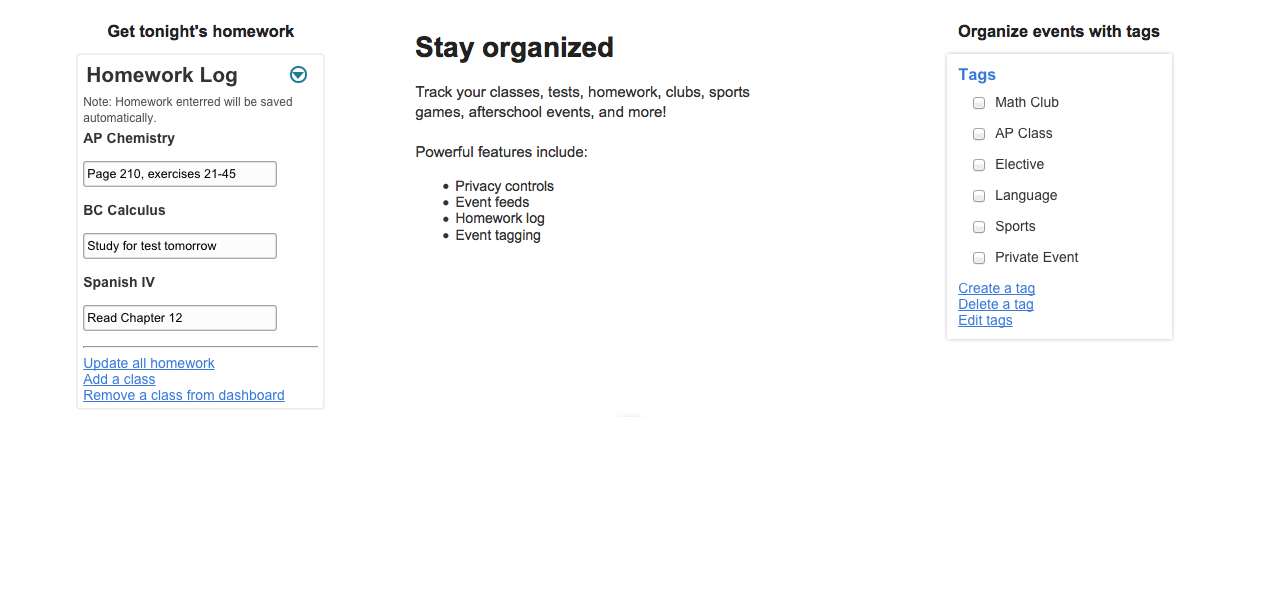 Get tonight's homework
Homework Log
Note: Homework enterred will be saved
automatically.
AP Chemistry
Page 210, exercises 21-45
BC Calculus
Study for test tomorrow
Spanish IV
Read Chapter 12
Update all homework
Add a class
Remove a class from dashboard
Stay organized
Track your classes, tests, homework, clubs, sports
games, afterschool events, and more!
Powerful features include:
• Privacy controls
• Event feeds
• Homework log
• Event tagging
Organize events with tags
Tags
Math Club
AP Class
Elective
Language
Sports
Private Event
Create a tag
Delete a tag
Edit tags